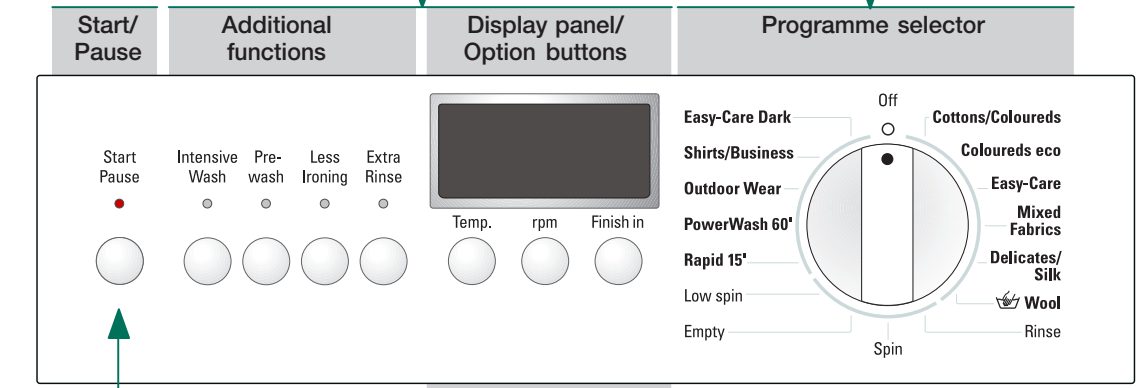 Start/
Pause
Additional
functions
Display panel/
Option buttons
Programme selector
Start
Pause
Intensive
Wash
Pre-
wash
Less
Ironing
Extra
Rinse
Temp.
rpm
Finish in
Off
Easy-Care Dark
Shirts/Business
Outdoor Wear
PowerWash 60'
Rapid 15'
Low spin
Empty
Spin
Cottons/Coloureds
Coloureds eco
Easy-Care
Mixed
Fabrics
Delicates/
Silk
Wool
Rinse